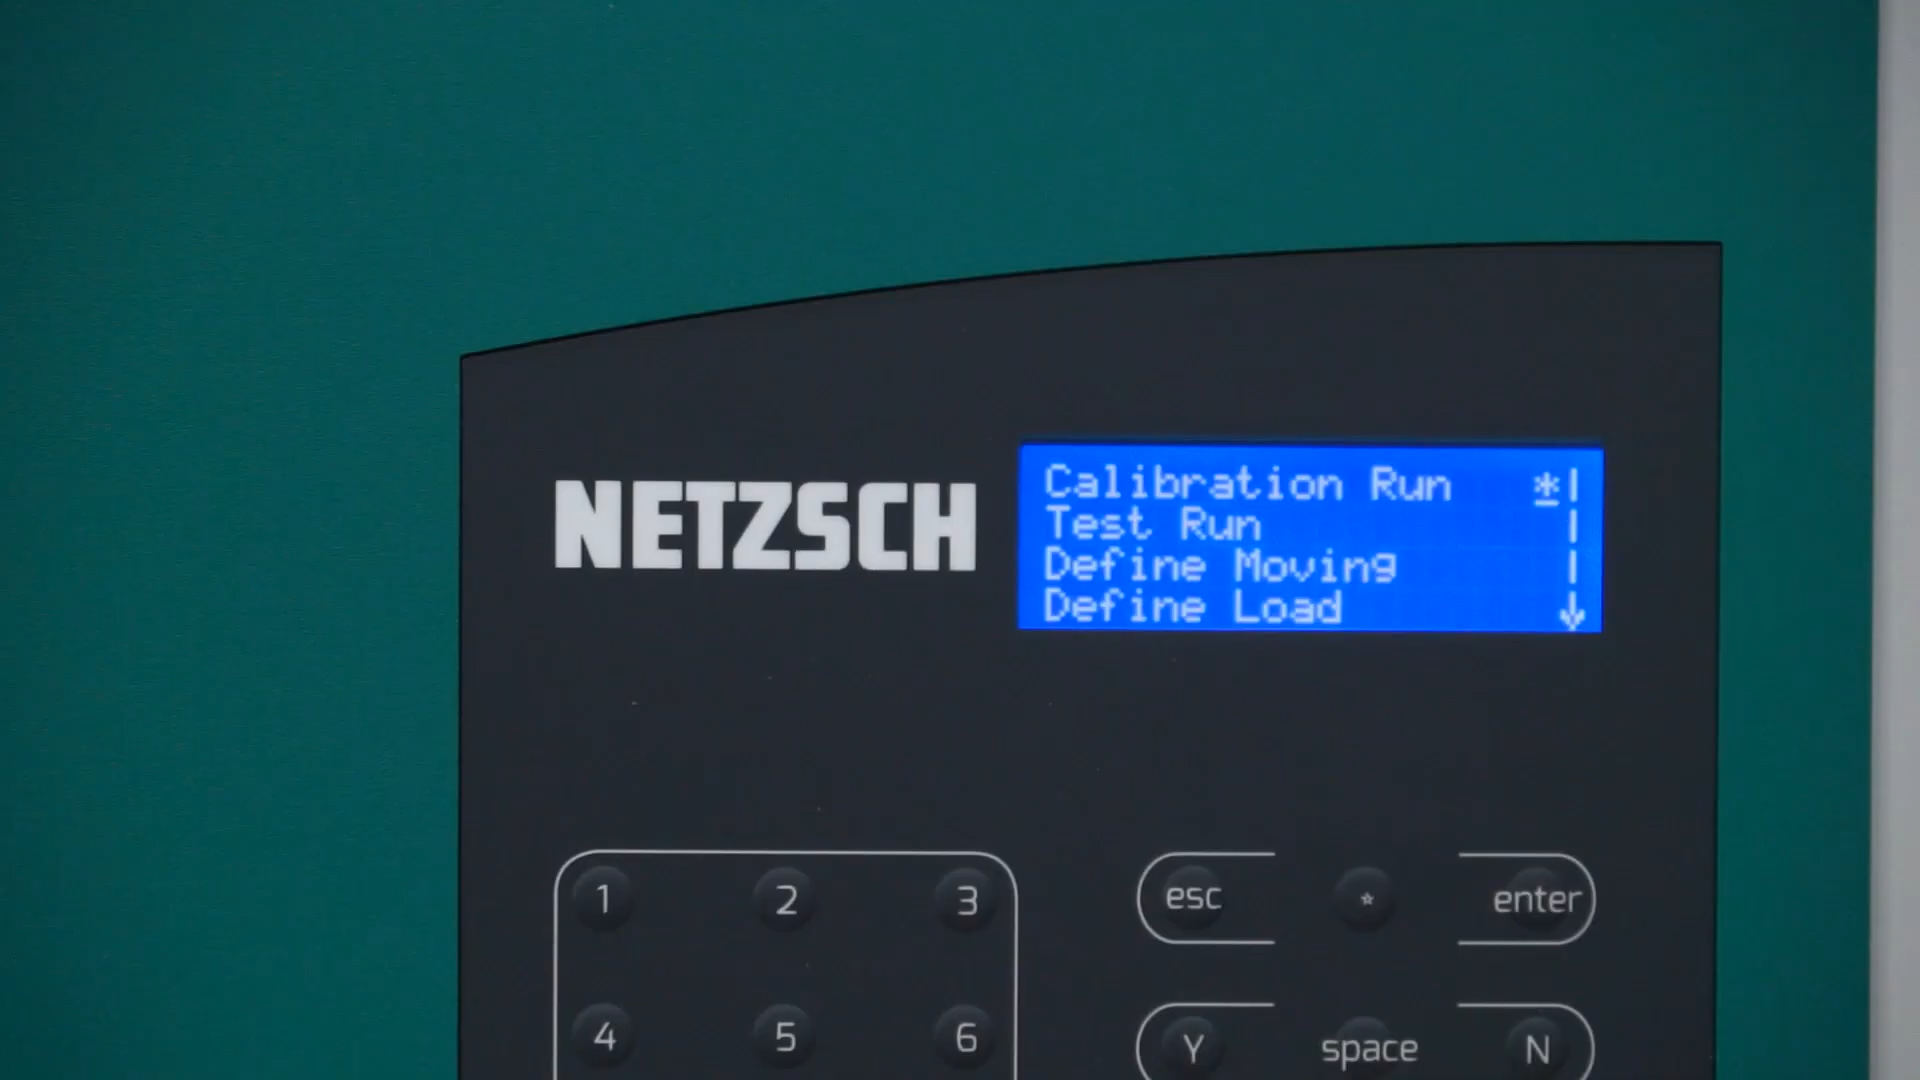 NETZSCH
Calibration Run *
Test Run
Define Moving
Define Load
1 2 3
esc * enter
4 5 6
Y space N